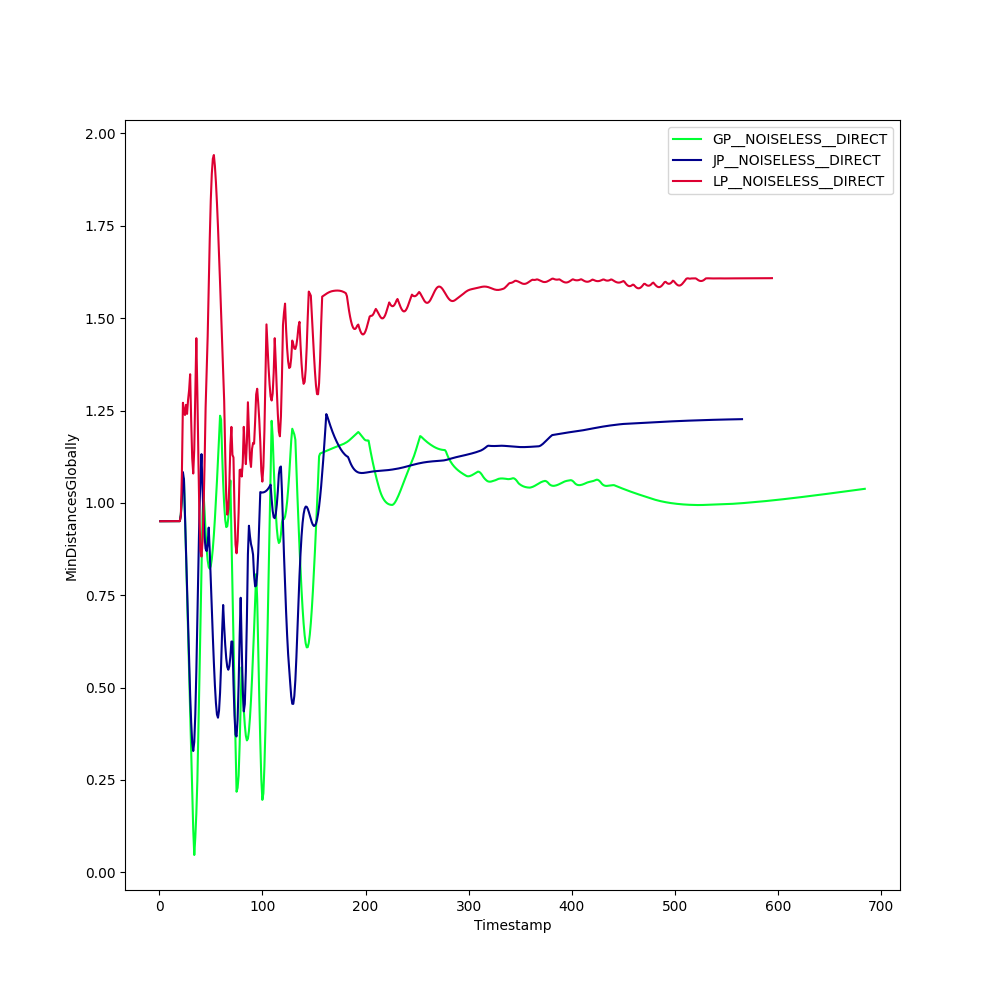 2.00
1.75
1.50
1.25
1.00
0.75
0.50
0.25
0.00
MinDistancesGlobally
0 100 200 300 400 500 600 700
Timestamp
GP__NOISELESS__DIRECT
JP__NOISELESS__DIRECT
LP__NOISELESS__DIRECT